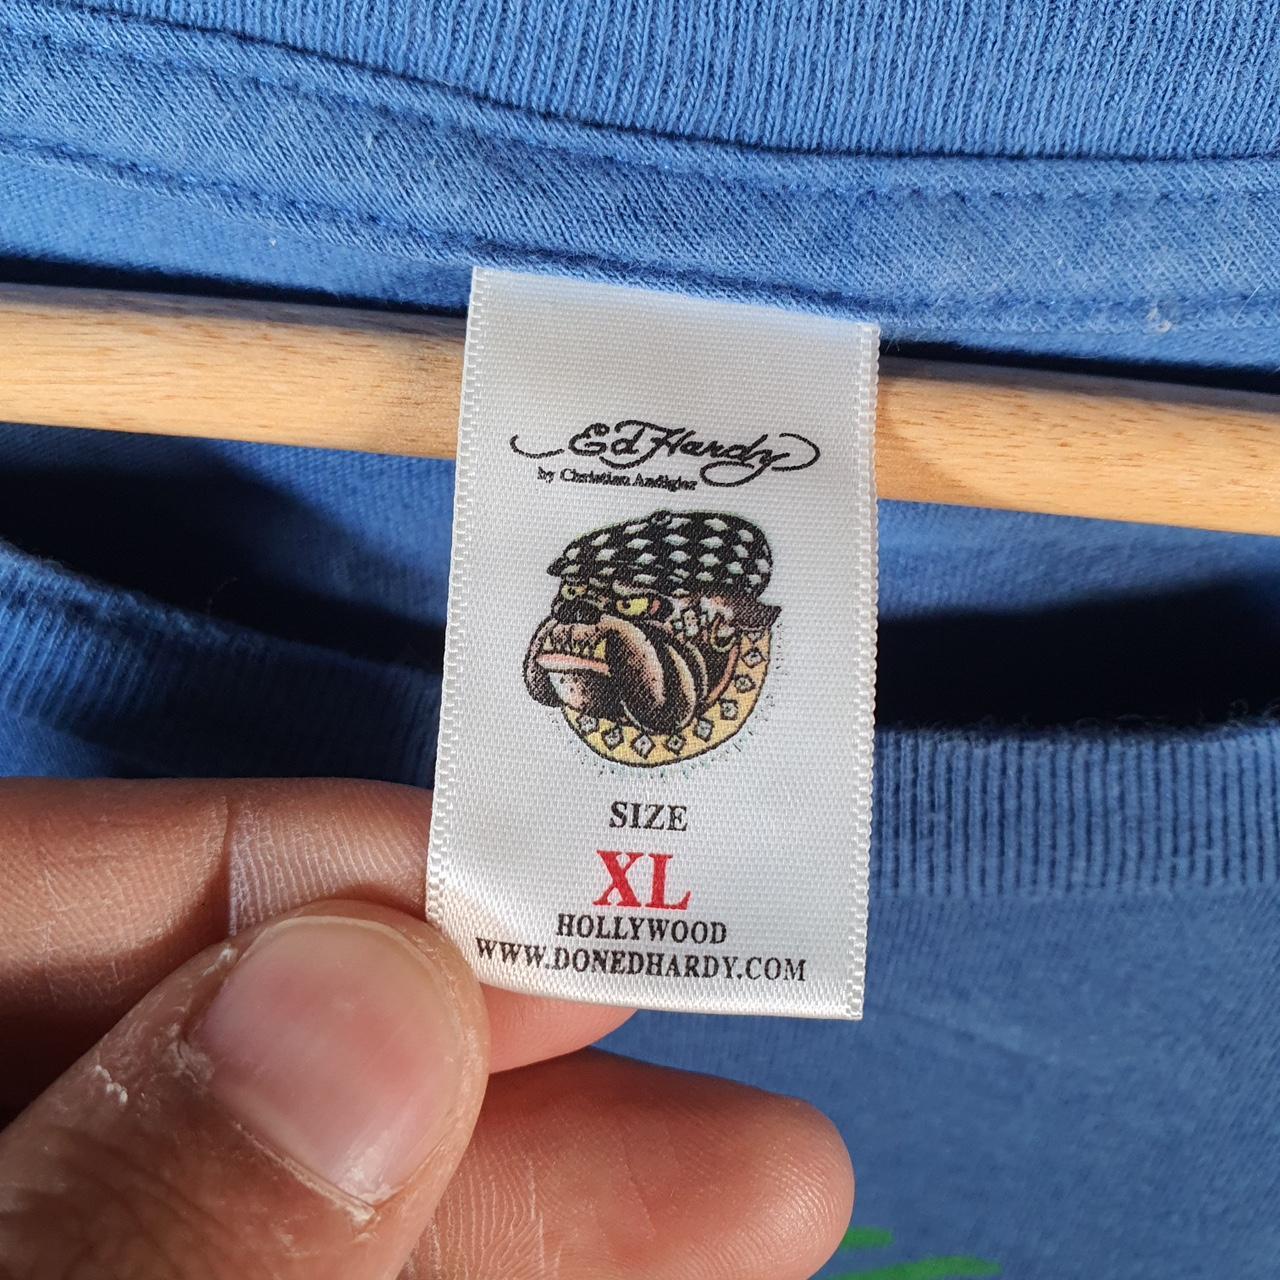 Ed Hardy
by Christian Audigier
SIZE
XL
HOLLYWOOD
WWW.DONEDHARDY.COM